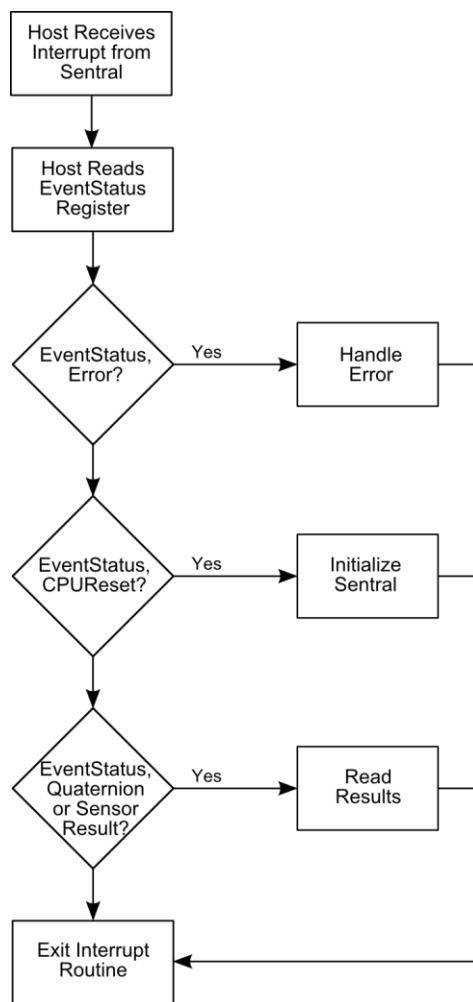 Host Receives
Interrupt from
Sentral
Host Reads
EventStatus
Register
EventStatus,
Error?
Yes
Handle
Error
EventStatus,
CPUReset?
Yes
Initialize
Sentral
EventStatus,
Quaternion
or Sensor
Result?
Yes
Read
Results
Exit Interrupt
Routine